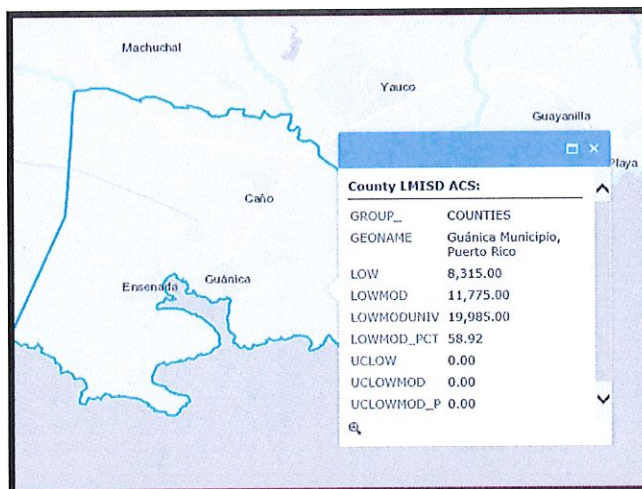 Machuchal
Yauco
Guayanilla
Playa
Caño
Ensenada
Guánica
County LMISD ACS:
GROUP_ COUNTIES
GEONAME Guánica Municipio,
Puerto Rico
LOW 8,315.00
LOWMOD 11,775.00
LOWMODUNIV 19,985.00
LOWMOD_PCT 58.92
UCLOW 0.00
UCLOWMOD 0.00
UCLOWMOD_P 0.00